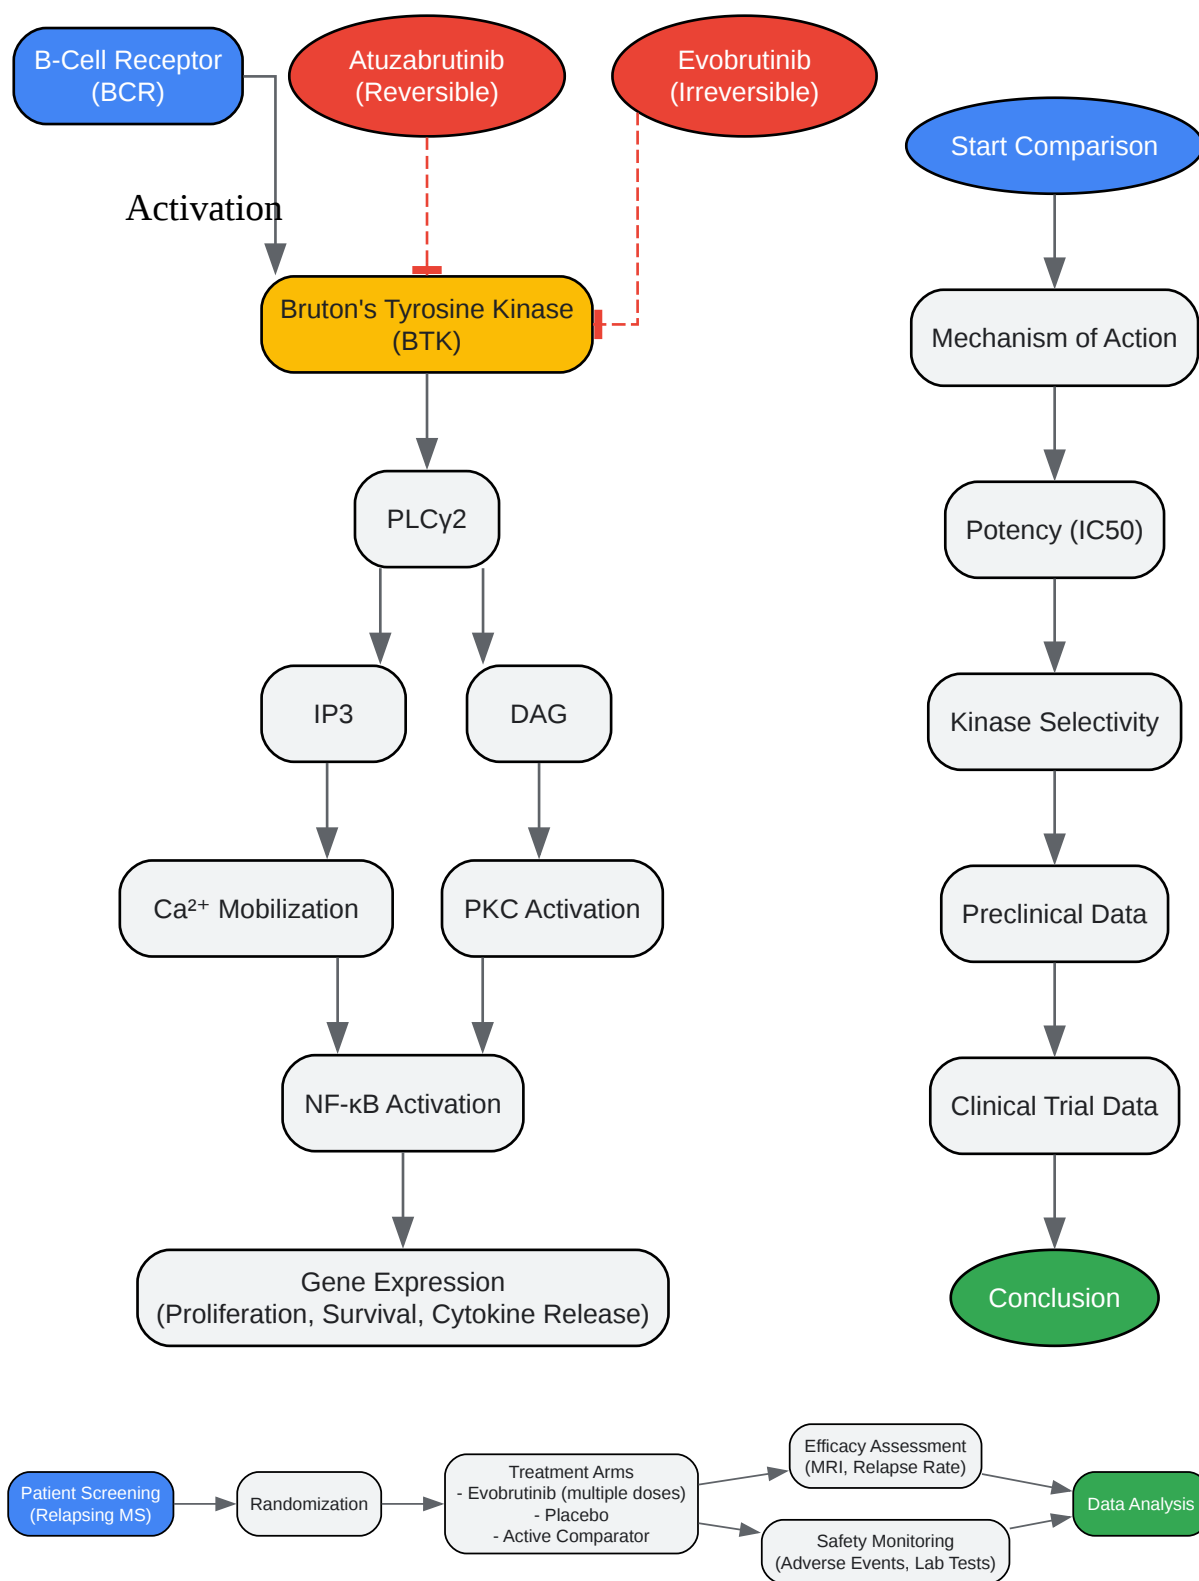 B-Cell Receptor
(BCR)
Atuzabrutinib
(Reversible)
Evobrutinib
(Irreversible)
Activation
Bruton's Tyrosine Kinase
(BTK)
PLCγ2
IP3
DAG
Ca²⁺ Mobilization
PKC Activation
NF-κB Activation
Gene Expression
(Proliferation, Survival, Cytokine Release)
Start Comparison
Mechanism of Action
Potency (IC50)
Kinase Selectivity
Preclinical Data
Clinical Trial Data
Conclusion
Patient Screening
(Relapsing MS)
Randomization
Treatment Arms
- Evobrutinib (multiple doses)
- Placebo
- Active Comparator
Efficacy Assessment
(MRI, Relapse Rate)
Safety Monitoring
(Adverse Events, Lab Tests)
Data Analysis